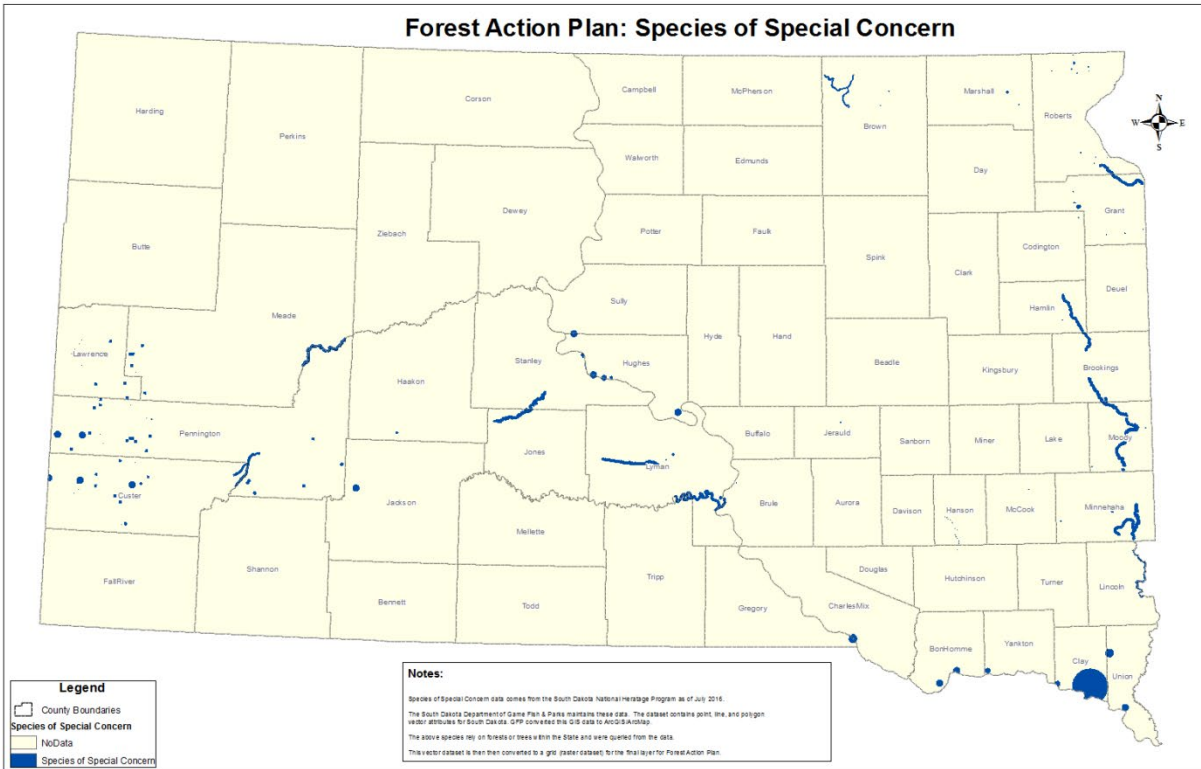 Forest Action Plan: Species of Special Concern
N
W E
S
Harding
Perkins
Corson
Campbell
McPherson
Brown
Marshall
Roberts
Walworth
Edmunds
Day
Grant
Butte
Ziebach
Dewey
Potter
Faulk
Spink
Clark
Codington
Deuel
Hamlin
Meade
Sully
Hyde
Hand
Lawrence
Haakon
Stanley
Hughes
Beadle
Kingsbury
Brookings
Pennington
Jones
Lyman
Buffalo
Jerauld
Sanborn
Miner
Lake
Moody
Custer
Jackson
Mellette
Brule
Aurora
Davison
Hanson
McCook
Minnehaha
FallRiver
Shannon
Bennett
Todd
Tripp
Gregory
Douglas
CharlesMix
Hutchinson
Turner
Lincoln
BonHomme
Yankton
Clay
Union
Legend
County Boundaries
Species of Special Concern
NoData
Species of Special Concern
Notes:
Species of Special Concern data comes from the South Dakota National Heratage Program as of July 2016.
The South Dakota Department of Game Fish & Parks maintains these data. The dataset contains point, line, and polygon
vector attributes for South Dakota. GFP converted this GIS data to ArcGIS/ArcMap.
The above species rely on forests or trees within the State and were queried from the data.
This vector dataset is then then converted to a grid (raster dataset) for the final layer for Forest Action Plan.